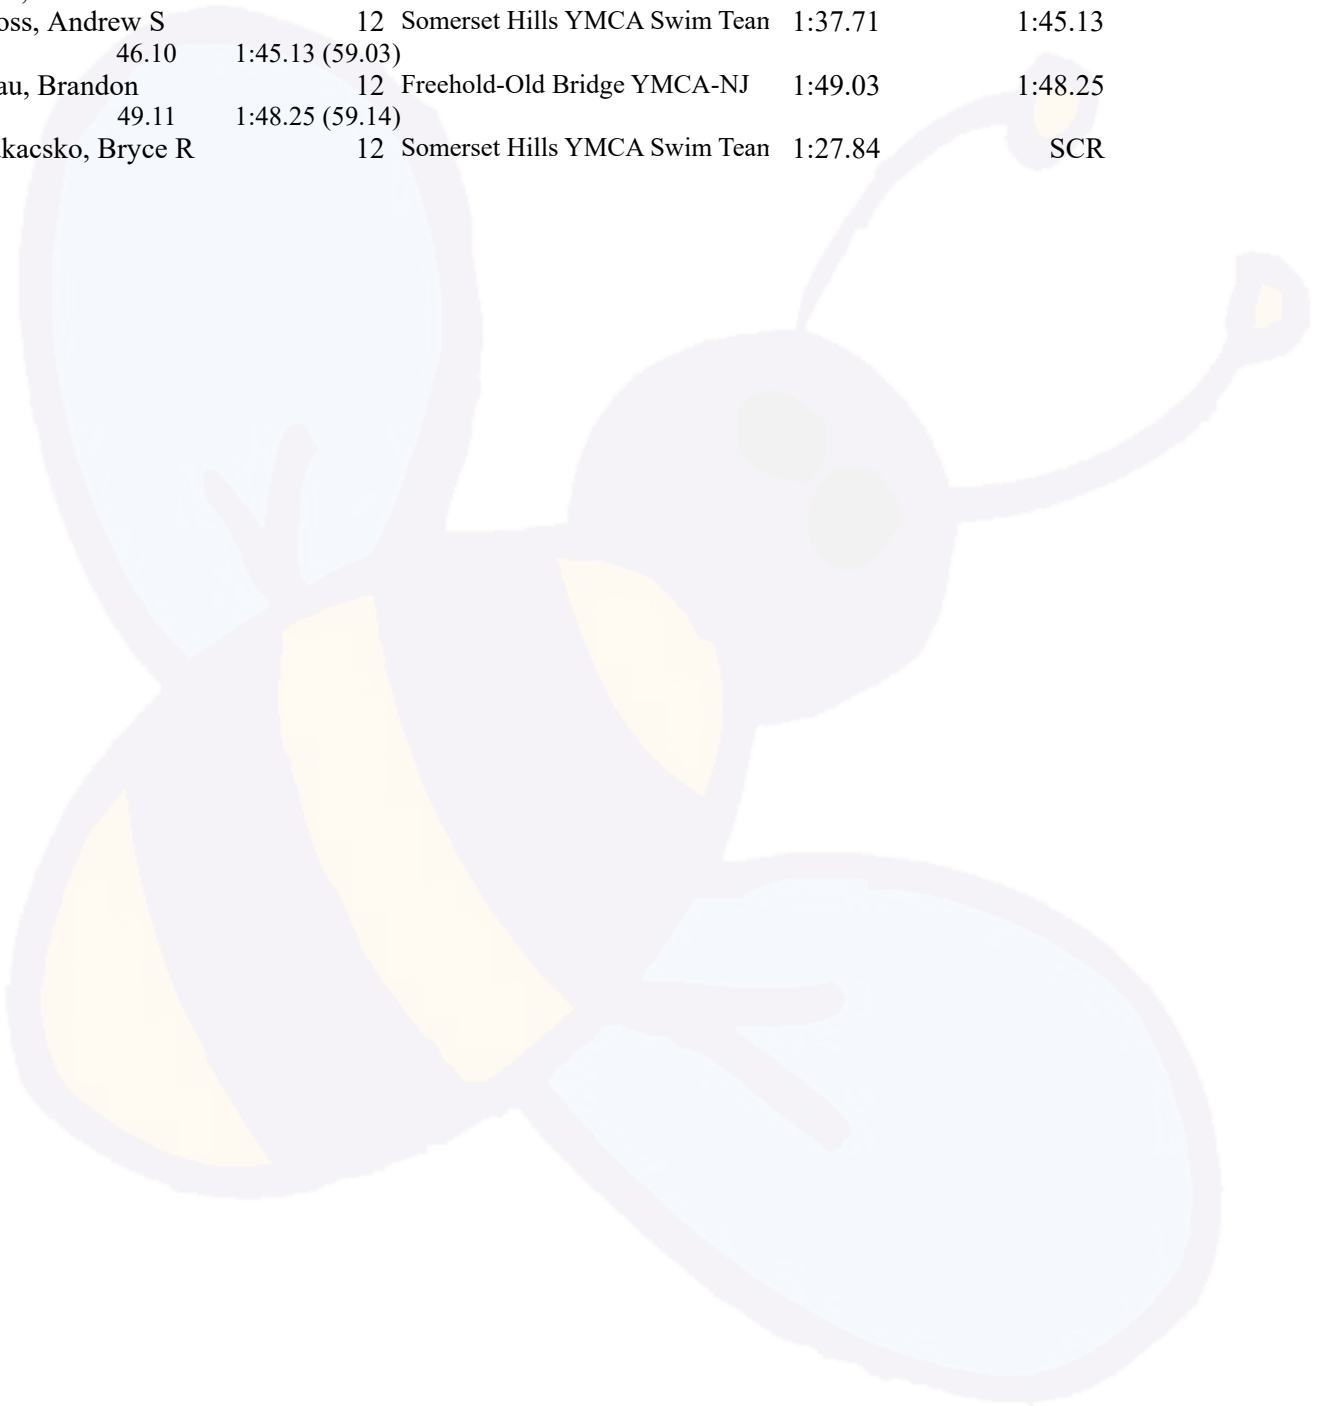 oss, Andrew S 12 Somerset Hills YMCA Swim Tean 1:37.71 1:45.13
46.10 1:45.13 (59.03)
au, Brandon 12 Freehold-Old Bridge YMCA-NJ 1:49.03 1:48.25
49.11 1:48.25 (59.14)
kacsko, Bryce R 12 Somerset Hills YMCA Swim Tean 1:27.84 SCR